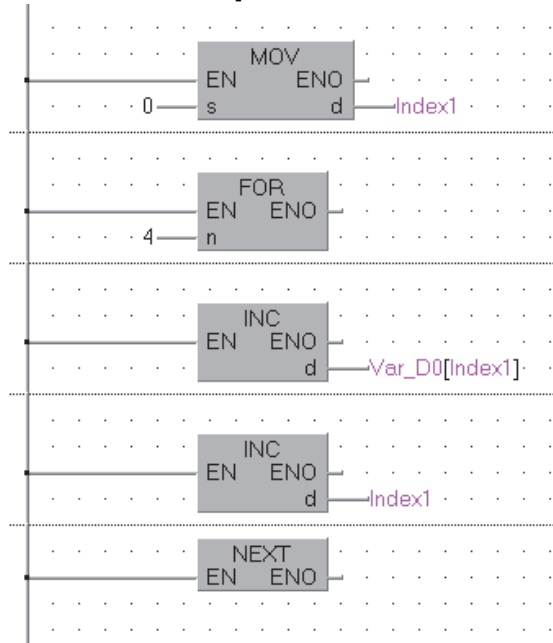 MOV
EN ENO
0 s d Index1
FOR
EN ENO
4 n
INC
EN ENO
d Var_D0[Index1]
INC
EN ENO
d Index1
NEXT
EN ENO